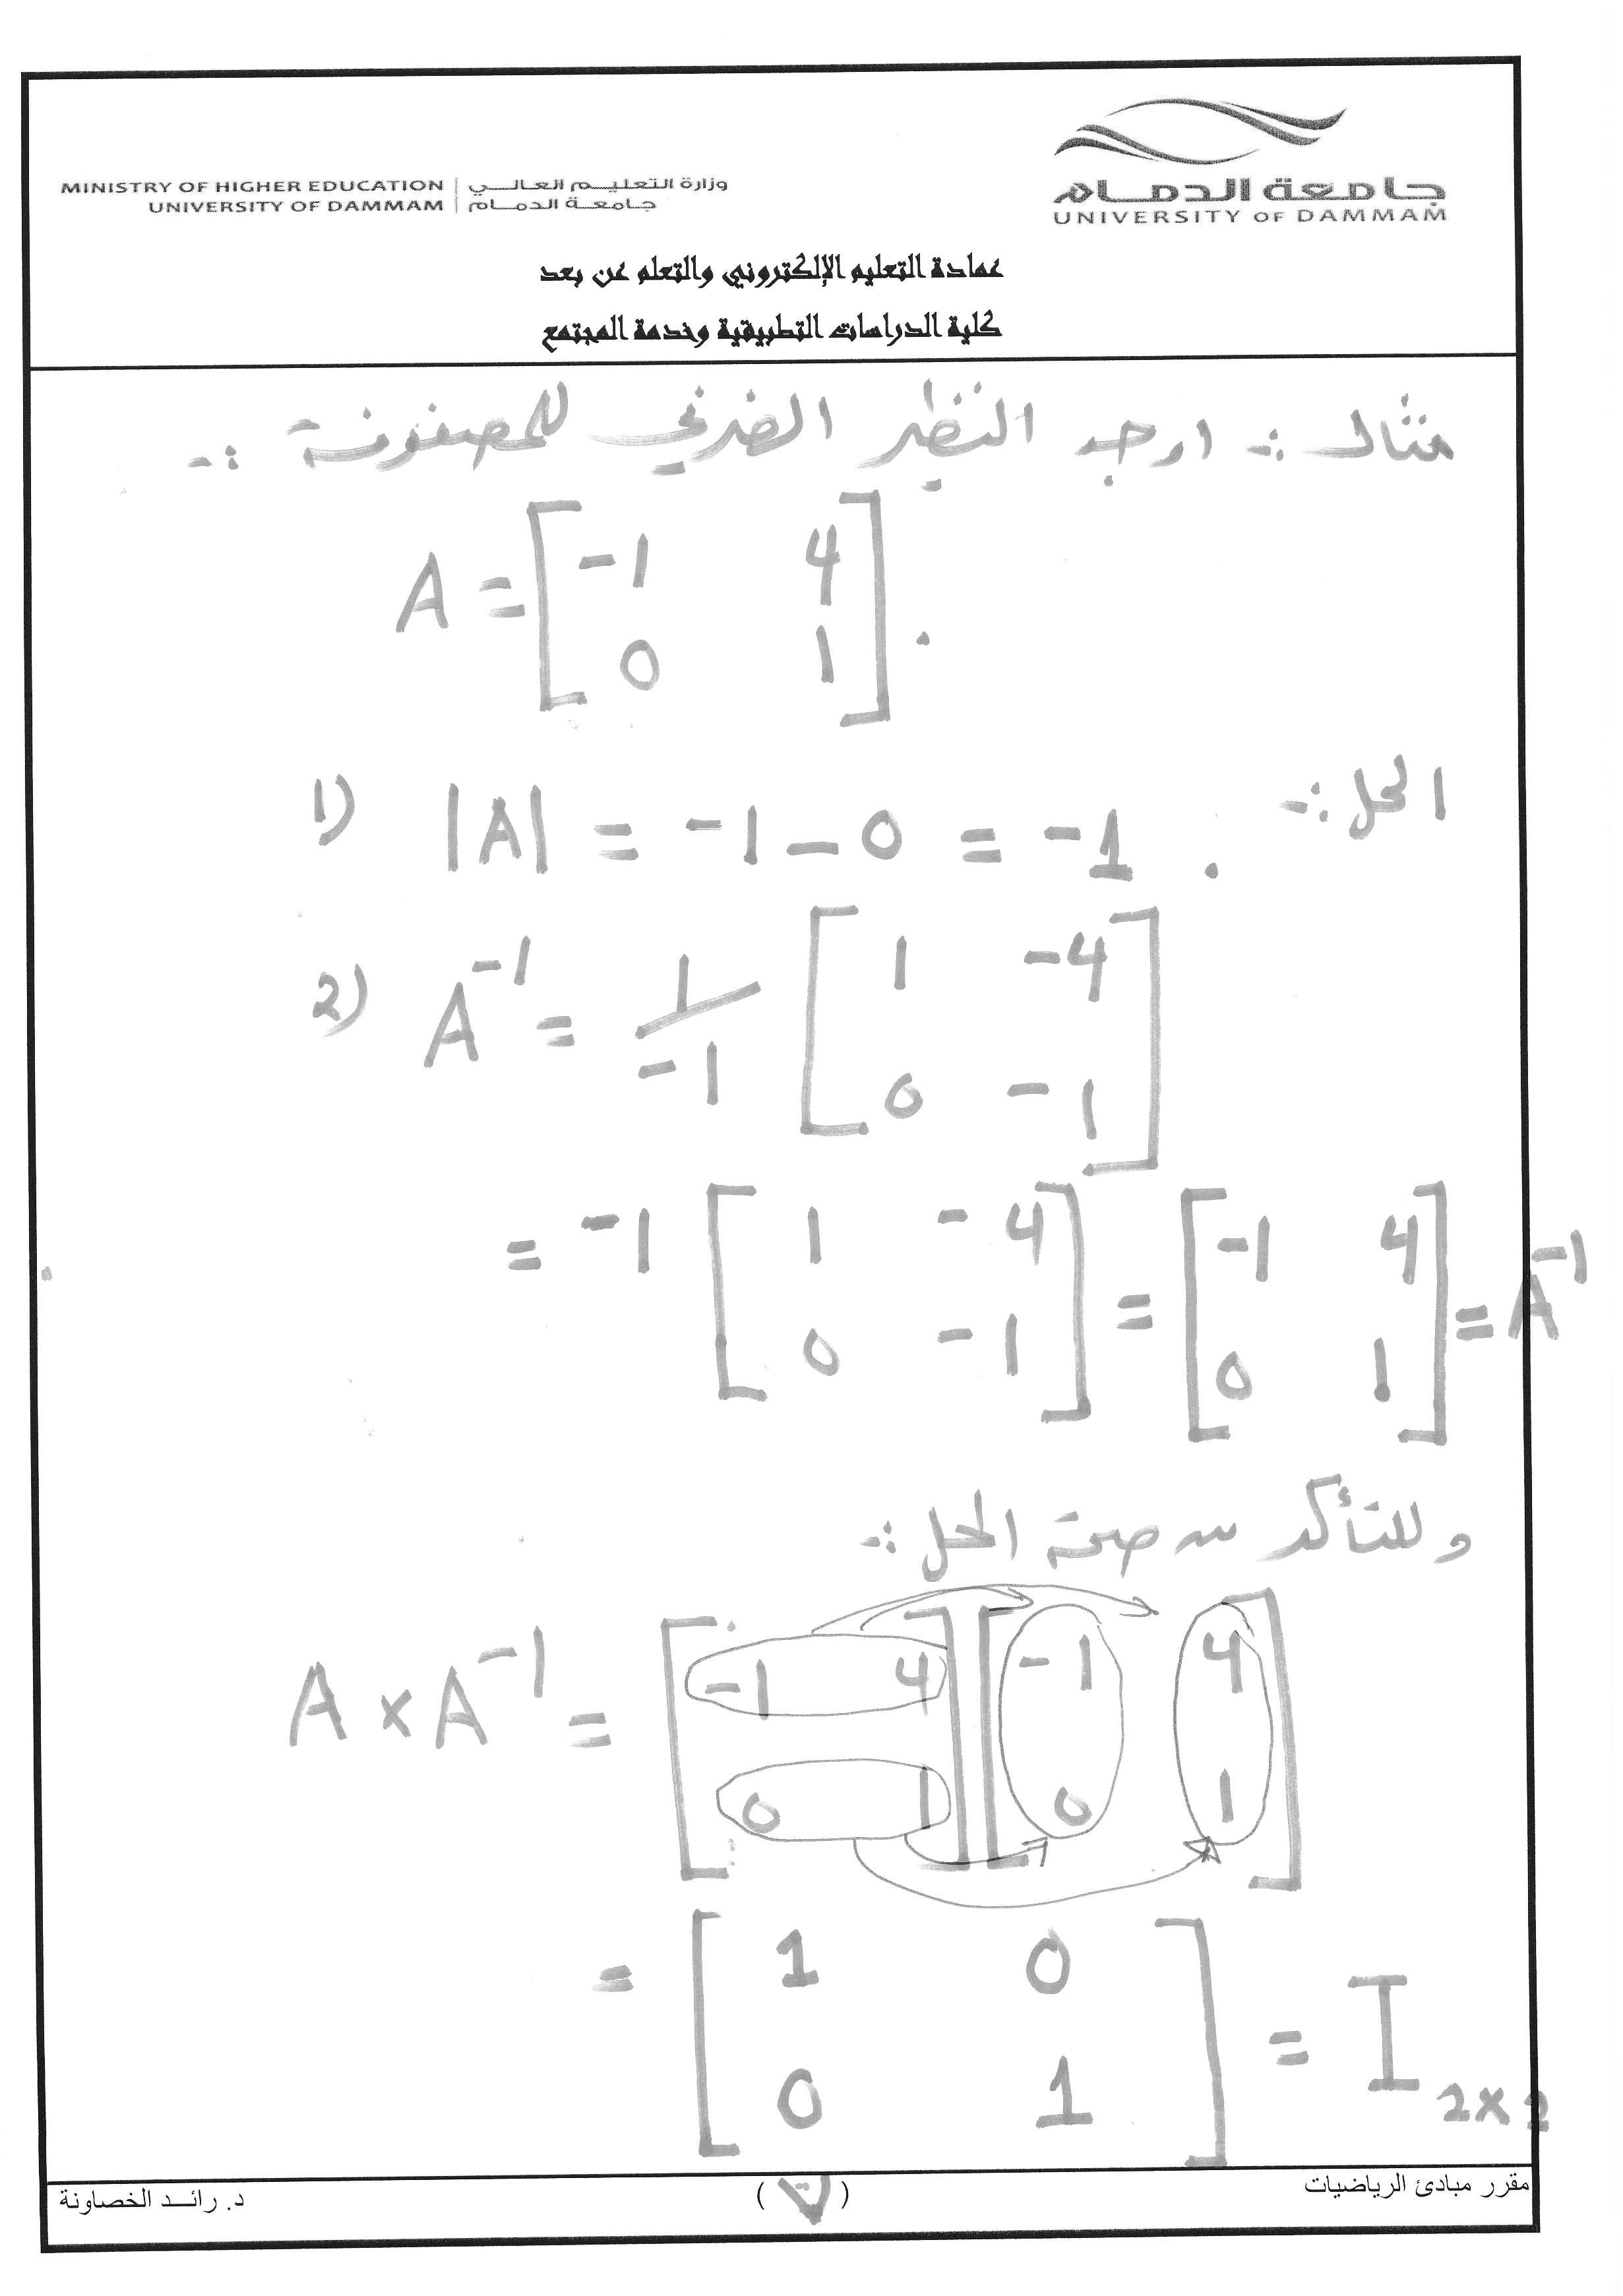 جامعة الدمام
UNIVERSITY OF DAMMAM
MINISTRY OF HIGHER EDUCATION | وزارة التعليم العالي
UNIVERSITY OF DAMMAM | جامعة الدمام
عمادة التعليم الإلكتروني والتعلم عن بعد
كلية الدراسات التطبيقية وخدمة المجتمع
مثال :- اوجد النظير الضربي للمصفوفة :-
A = [ -1 4
0 1 ] .
الحل :-
1) |A| = -1 - 0 = -1 .
2) A⁻¹ = 1/-1 [ 1 -4
0 -1 ]
= -1 [ 1 -4 ] = [ -1 4 ] = A⁻¹
[ 0 -1 ] [ 0 1 ]
وللتأكد من صحة الحل :-
A × A⁻¹ = [ -1 4 ] [ -1 4 ]
[ 0 1 ] [ 0 1 ]
= [ 1 0
0 1 ] = I 2×2
مقرر مبادئ الرياضيات
( ٧ )
د. رائد الخصاونة